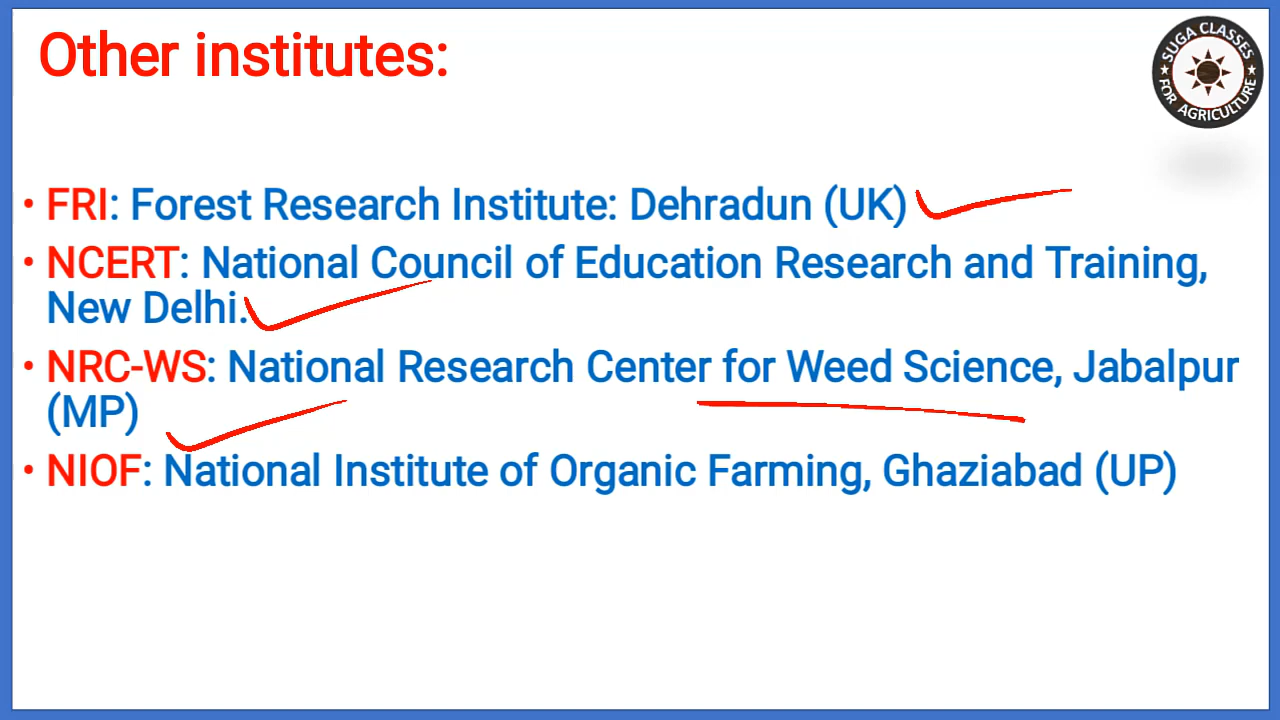 Other institutes:
SUGA CLASSES
FOR AGRICULTURE
• FRI: Forest Research Institute: Dehradun (UK)
• NCERT: National Council of Education Research and Training,
New Delhi.
• NRC-WS: National Research Center for Weed Science, Jabalpur
(MP)
• NIOF: National Institute of Organic Farming, Ghaziabad (UP)